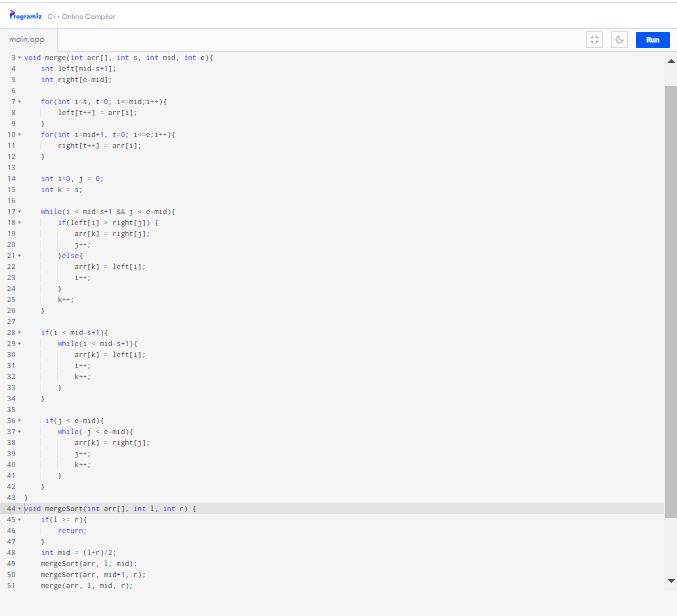 Programiz C++ Online Compiler
main.cpp
Run
3 void merge(int arr[], int s, int mid, int e){
4 int left[mid-s+1];
5 int right[e-mid];
6
7 for(int i=s, t=0; i<=mid;i++){
8 left[t++] = arr[i];
9 }
10 for(int i=mid+1, t=0; i<=e;i++){
11 right[t++] = arr[i];
12 }
13
14 int i=0, j = 0;
15 int k = s;
16
17 while(i < mid-s+1 && j < e-mid){
18 if(left[i] > right[j]) {
19 arr[k] = right[j];
20 j++;
21 }else{
22 arr[k] = left[i];
23 i++;
24 }
25 k++;
26 }
27
28 if(i < mid-s+1){
29 while(i < mid-s+1){
30 arr[k] = left[i];
31 i++;
32 k++;
33 }
34 }
35
36 if(j < e-mid){
37 while( j < e-mid){
38 arr[k] = right[j];
39 j++;
40 k++;
41 }
42 }
43 }
44 void mergeSort(int arr[], int l, int r) {
45 if(l >= r){
46 return;
47 }
48 int mid = (l+r)/2;
49 mergeSort(arr, l, mid);
50 mergeSort(arr, mid+1, r);
51 merge(arr, l, mid, r);